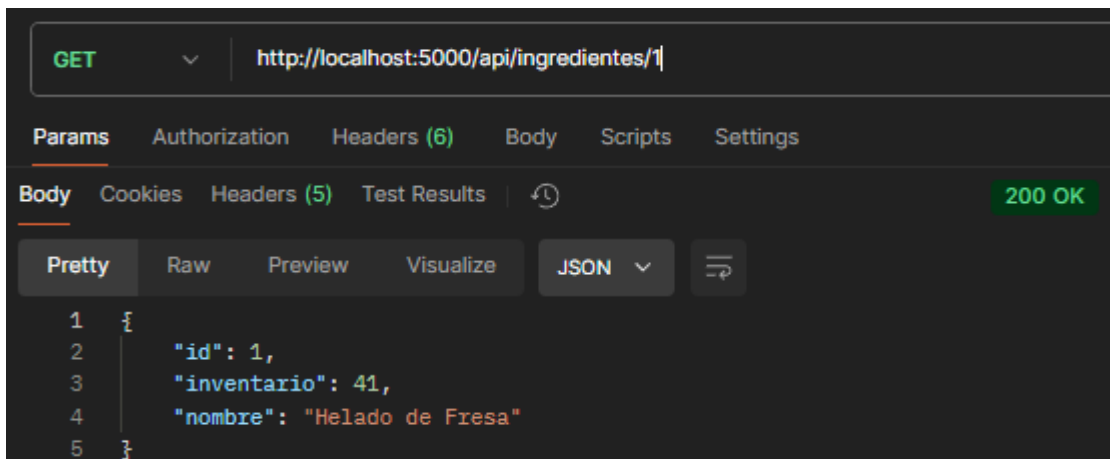 GET http://localhost:5000/api/ingredientes/1
Params Authorization Headers (6) Body Scripts Settings
Body Cookies Headers (5) Test Results 200 OK
Pretty Raw Preview Visualize JSON
1 {
2 "id": 1,
3 "inventario": 41,
4 "nombre": "Helado de Fresa"
5 }